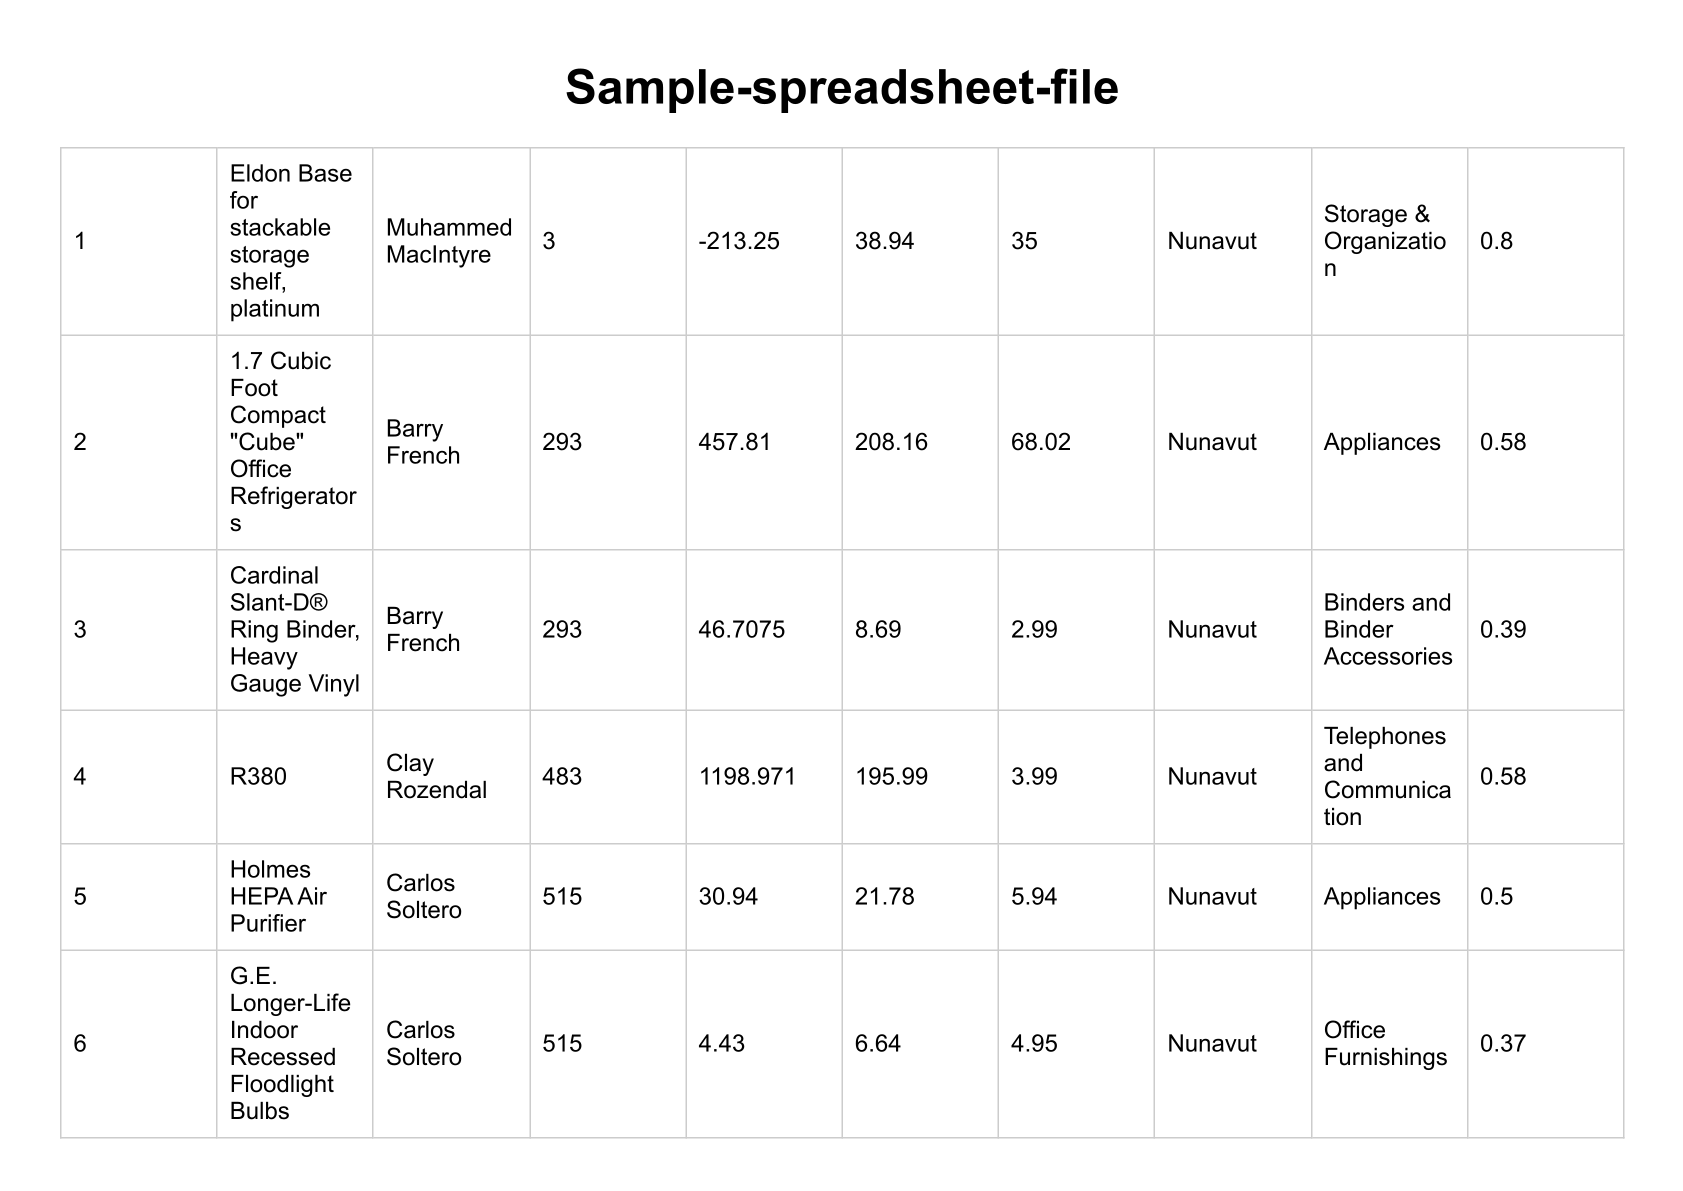 Sample-spreadsheet-file
1
Eldon Base
for
stackable
storage
shelf,
platinum
Muhammed
MacIntyre
3
-213.25
38.94
35
Nunavut
Storage &
Organizatio
n
0.8
2
1.7 Cubic
Foot
Compact
"Cube"
Office
Refrigerator
s
Barry
French
293
457.81
208.16
68.02
Nunavut
Appliances
0.58
3
Cardinal
Slant-D®
Ring Binder,
Heavy
Gauge Vinyl
Barry
French
293
46.7075
8.69
2.99
Nunavut
Binders and
Binder
Accessories
0.39
4
R380
Clay
Rozendal
483
1198.971
195.99
3.99
Nunavut
Telephones
and
Communica
tion
0.58
5
Holmes
HEPA Air
Purifier
Carlos
Soltero
515
30.94
21.78
5.94
Nunavut
Appliances
0.5
6
G.E.
Longer-Life
Indoor
Recessed
Floodlight
Bulbs
Carlos
Soltero
515
4.43
6.64
4.95
Nunavut
Office
Furnishings
0.37